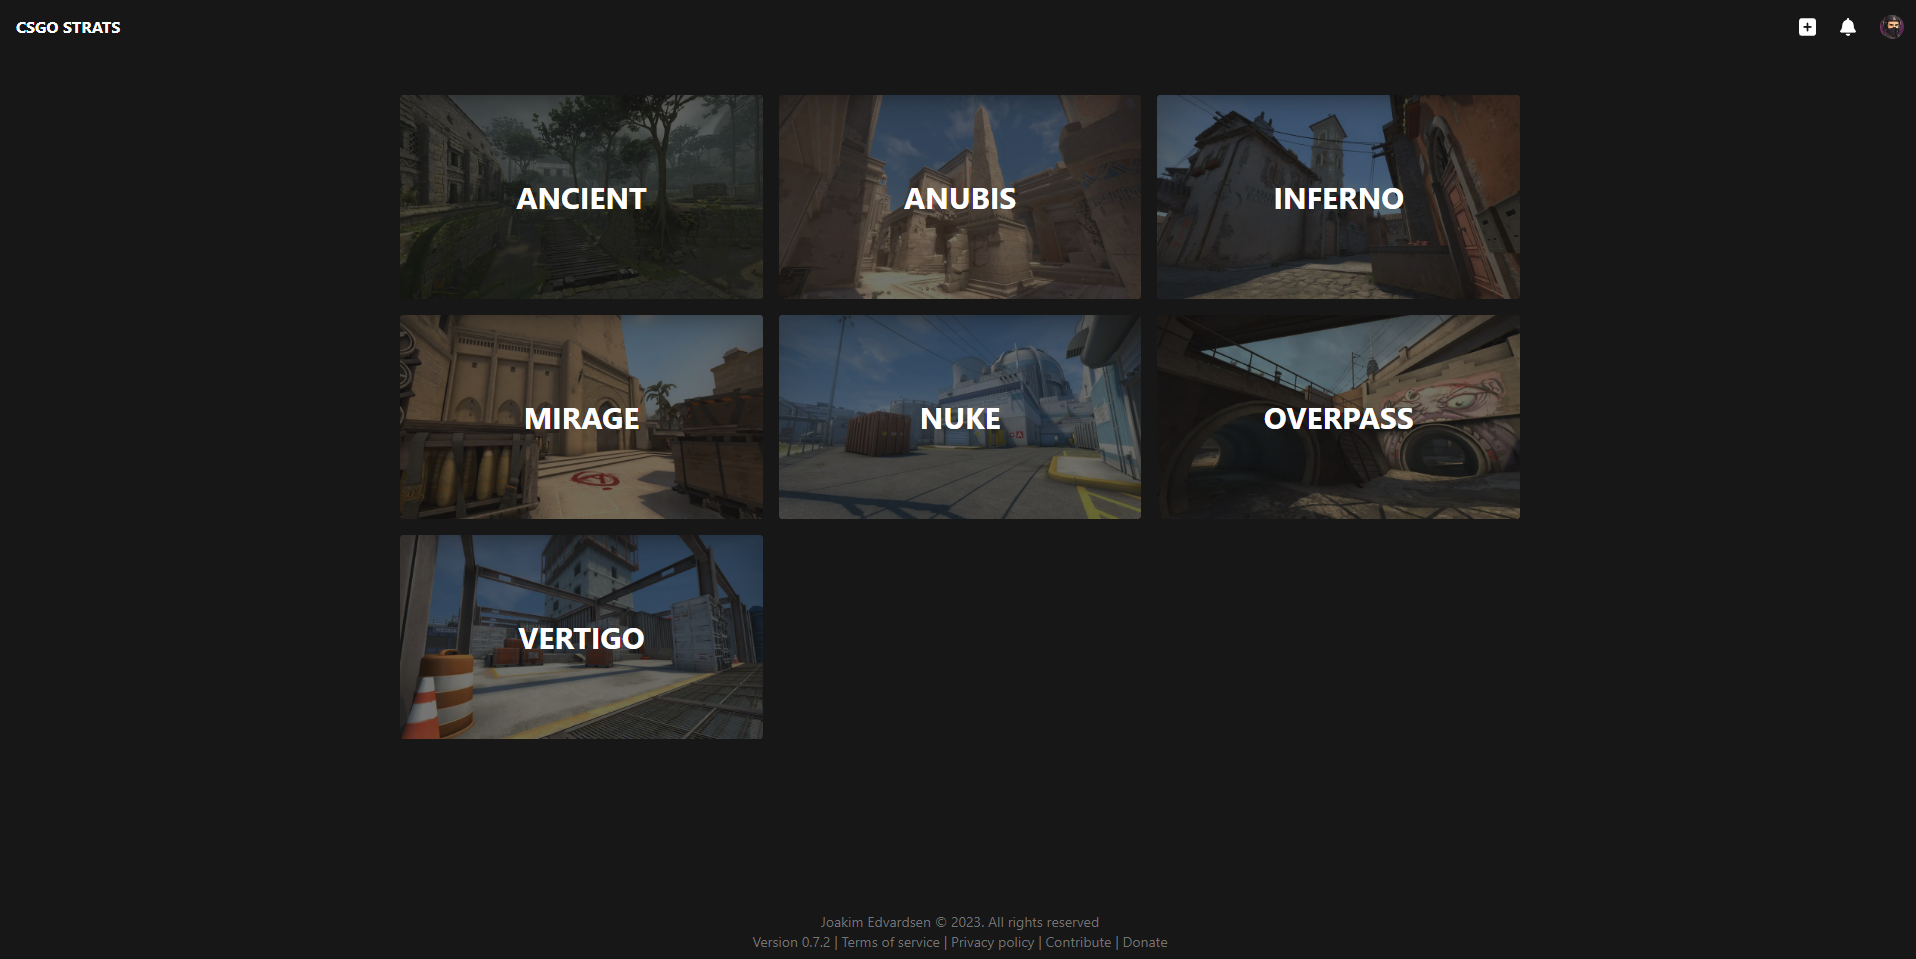 CSGO STRATS
ANCIENT
ANUBIS
INFERNO
MIRAGE
NUKE
OVERPASS
VERTIGO
Joakim Edvardsen © 2023. All rights reserved
Version 0.7.2 | Terms of service | Privacy policy | Contribute | Donate